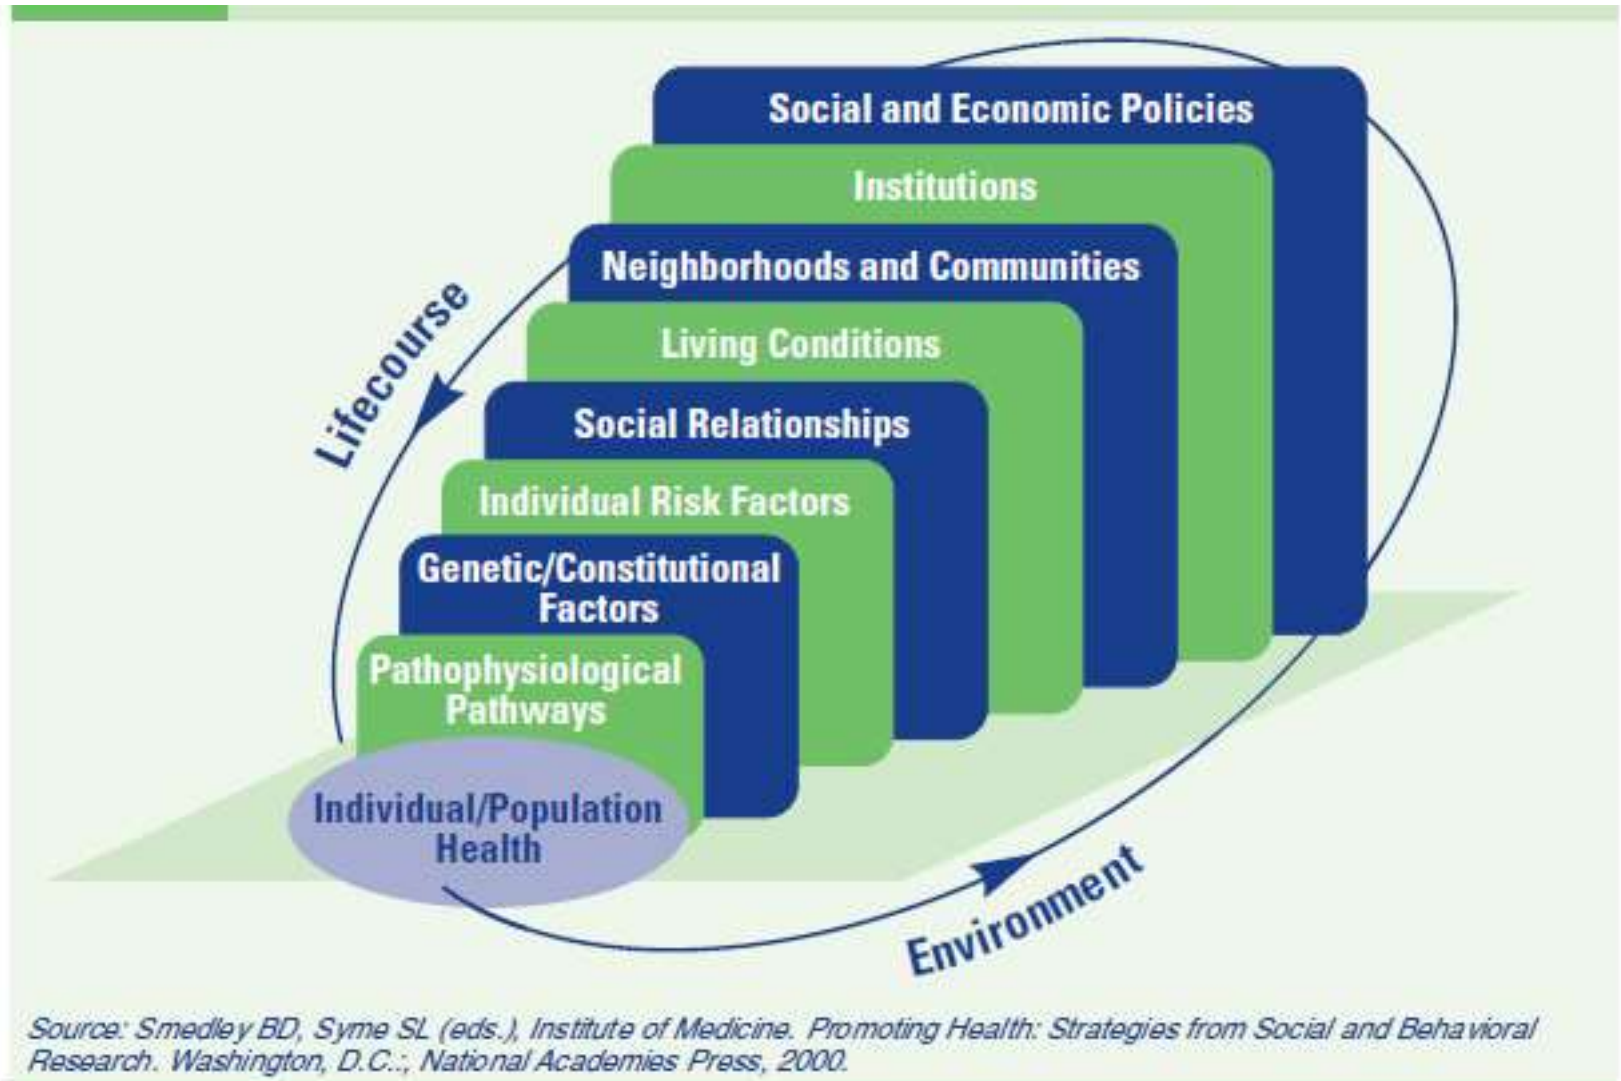 Social and Economic Policies
Institutions
Neighborhoods and Communities
Living Conditions
Social Relationships
Individual Risk Factors
Genetic/Constitutional
Factors
Pathophysiological
Pathways
Individual/Population
Health
Lifecourse
Environment
Source: Smedley BD, Syme SL (eds.), Institute of Medicine. Promoting Health: Strategies from Social and Behavioral
Research. Washington, D.C.:, National Academies Press, 2000.